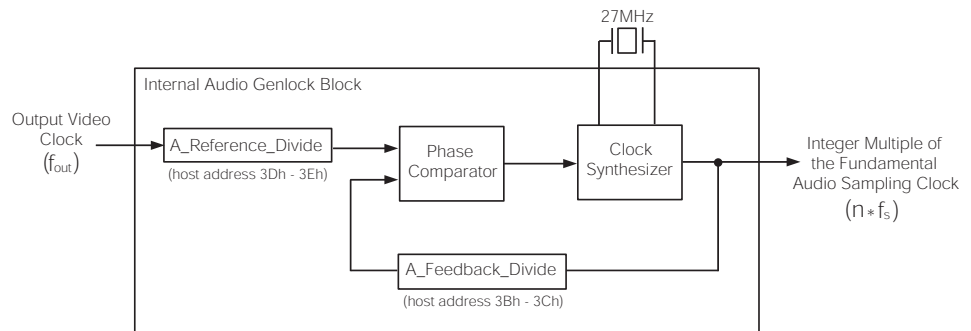 27MHz
Internal Audio Genlock Block
Output Video
Clock
(fout)
A_Reference_Divide
(host address 3Dh - 3Eh)
Phase
Comparator
Clock
Synthesizer
Integer Multiple of
the Fundamental
Audio Sampling Clock
(n*fs)
A_Feedback_Divide
(host address 3Bh - 3Ch)